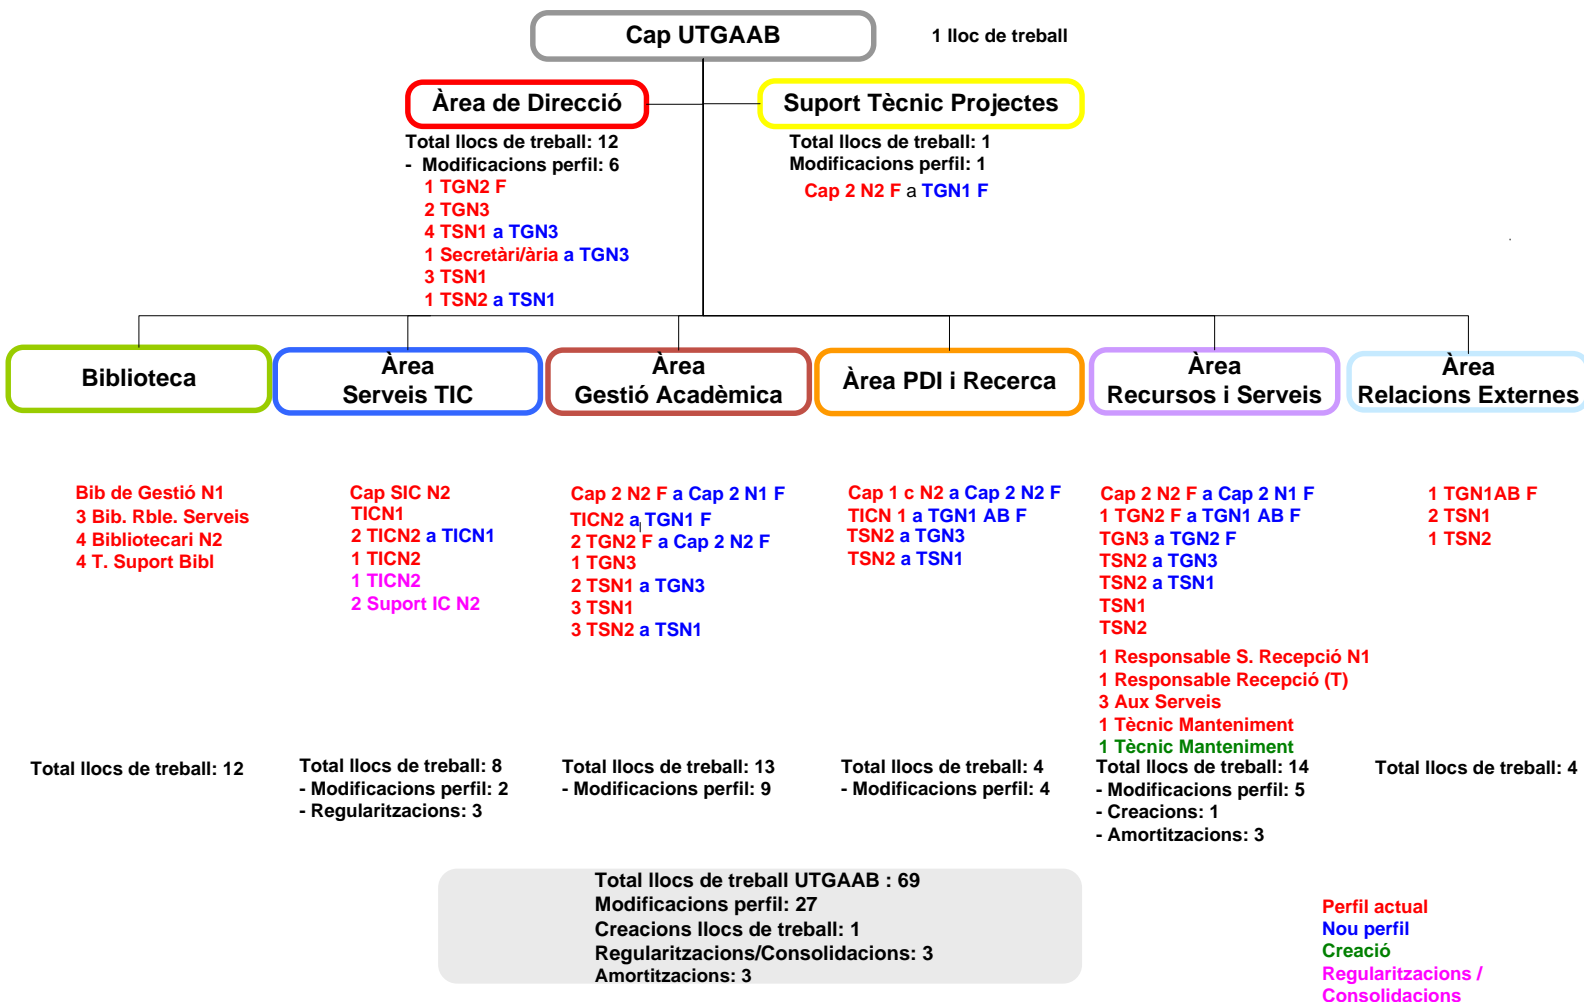 Cap UTGAAB
1 lloc de treball
Àrea de Direcció
Suport Tècnic Projectes
Total llocs de treball: 12
- Modificacions perfil: 6
1 TGN2 F
2 TGN3
4 TSN1 a TGN3
1 Secretàri/ària a TGN3
3 TSN1
1 TSN2 a TSN1
Total llocs de treball: 1
Modificacions perfil: 1
Cap 2 N2 F a TGN1 F
Biblioteca
Àrea
Serveis TIC
Àrea
Gestió Acadèmica
Àrea PDI i Recerca
Àrea
Recursos i Serveis
Àrea
Relacions Externes
Bib de Gestió N1
3 Bib. Rble. Serveis
4 Bibliotecari N2
4 T. Suport Bibl
Total llocs de treball: 12
Cap SIC N2
TICN1
2 TICN2 a TICN1
1 TICN2
1 TICN2
2 Suport IC N2
Total llocs de treball: 8
- Modificacions perfil: 2
- Regularitzacions: 3
Cap 2 N2 F a Cap 2 N1 F
TICN2 a TGN1 F
2 TGN2 F a Cap 2 N2 F
1 TGN3
2 TSN1 a TGN3
3 TSN1
3 TSN2 a TSN1
Total llocs de treball: 13
- Modificacions perfil: 9
Cap 1 c N2 a Cap 2 N2 F
TICN 1 a TGN1 AB F
TSN2 a TGN3
TSN2 a TSN1
Total llocs de treball: 4
- Modificacions perfil: 4
Cap 2 N2 F a Cap 2 N1 F
1 TGN2 F a TGN1 AB F
TGN3 a TGN2 F
TSN2 a TGN3
TSN2 a TSN1
TSN1
TSN2
1 Responsable S. Recepció N1
1 Responsable Recepció (T)
3 Aux Serveis
1 Tècnic Manteniment
1 Tècnic Manteniment
Total llocs de treball: 14
- Modificacions perfil: 5
- Creacions: 1
- Amortitzacions: 3
1 TGN1AB F
2 TSN1
1 TSN2
Total llocs de treball: 4
Total llocs de treball UTGAAB : 69
Modificacions perfil: 27
Creacions llocs de treball: 1
Regularitzacions/Consolidacions: 3
Amortitzacions: 3
Perfil actual
Nou perfil
Creació
Regularitzacions /
Consolidacions